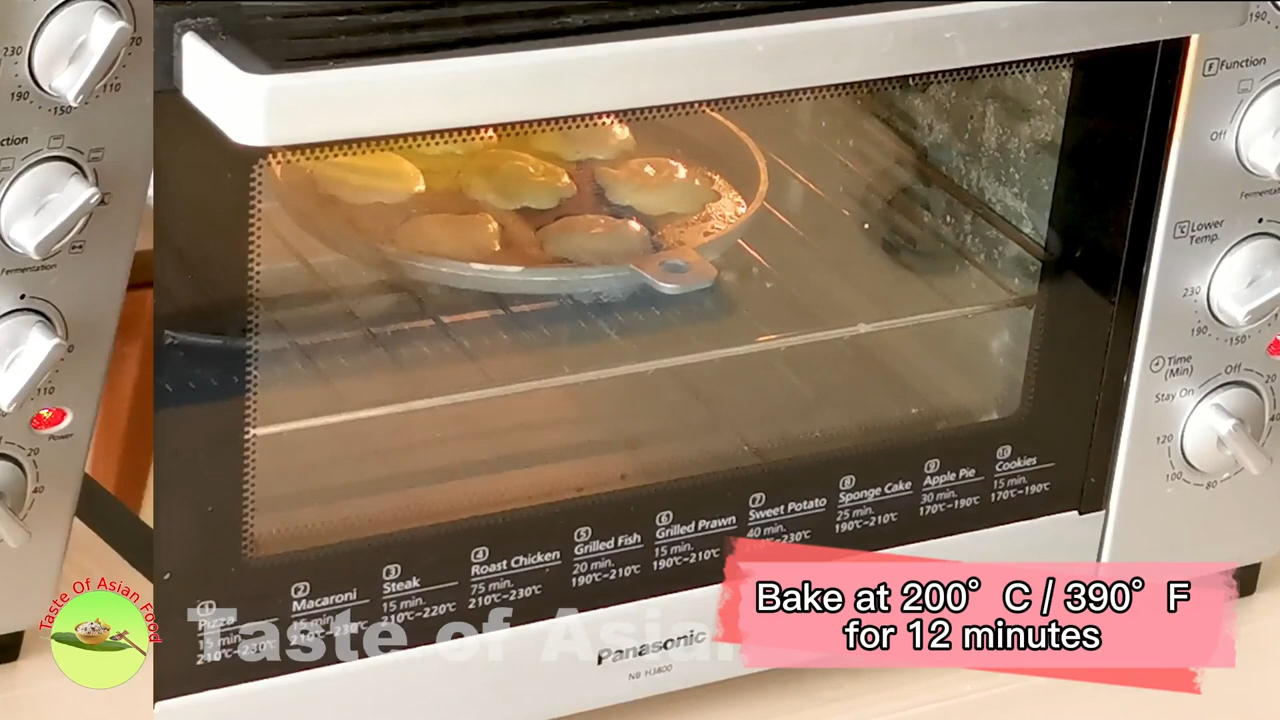 230
70
190
110
150
ction
Fermentation
110
Power
20
40
Taste Of Asian Food
① Pizza
15 min.
210℃-230℃
② Macaroni
15 min.
210℃-230℃
③ Steak
15 min.
210℃-220℃
④ Roast Chicken
75 min.
210℃-230℃
⑤ Grilled Fish
20 min.
190℃-210℃
⑥ Grilled Prawn
15 min.
190℃-210℃
⑦ Sweet Potato
40 min.
⑧ Sponge Cake
25 min.
190℃-210℃
⑨ Apple Pie
30 min.
170℃-190℃
⑩ Cookies
15 min.
170℃-190℃
Taste of Asian
Panasonic
NB H3800
190
F Function
Off
Lower
Temp.
230
190
150
Time
(Min)
Off
Stay On
20
120
100
80
Bake at 200° C / 390° F
for 12 minutes